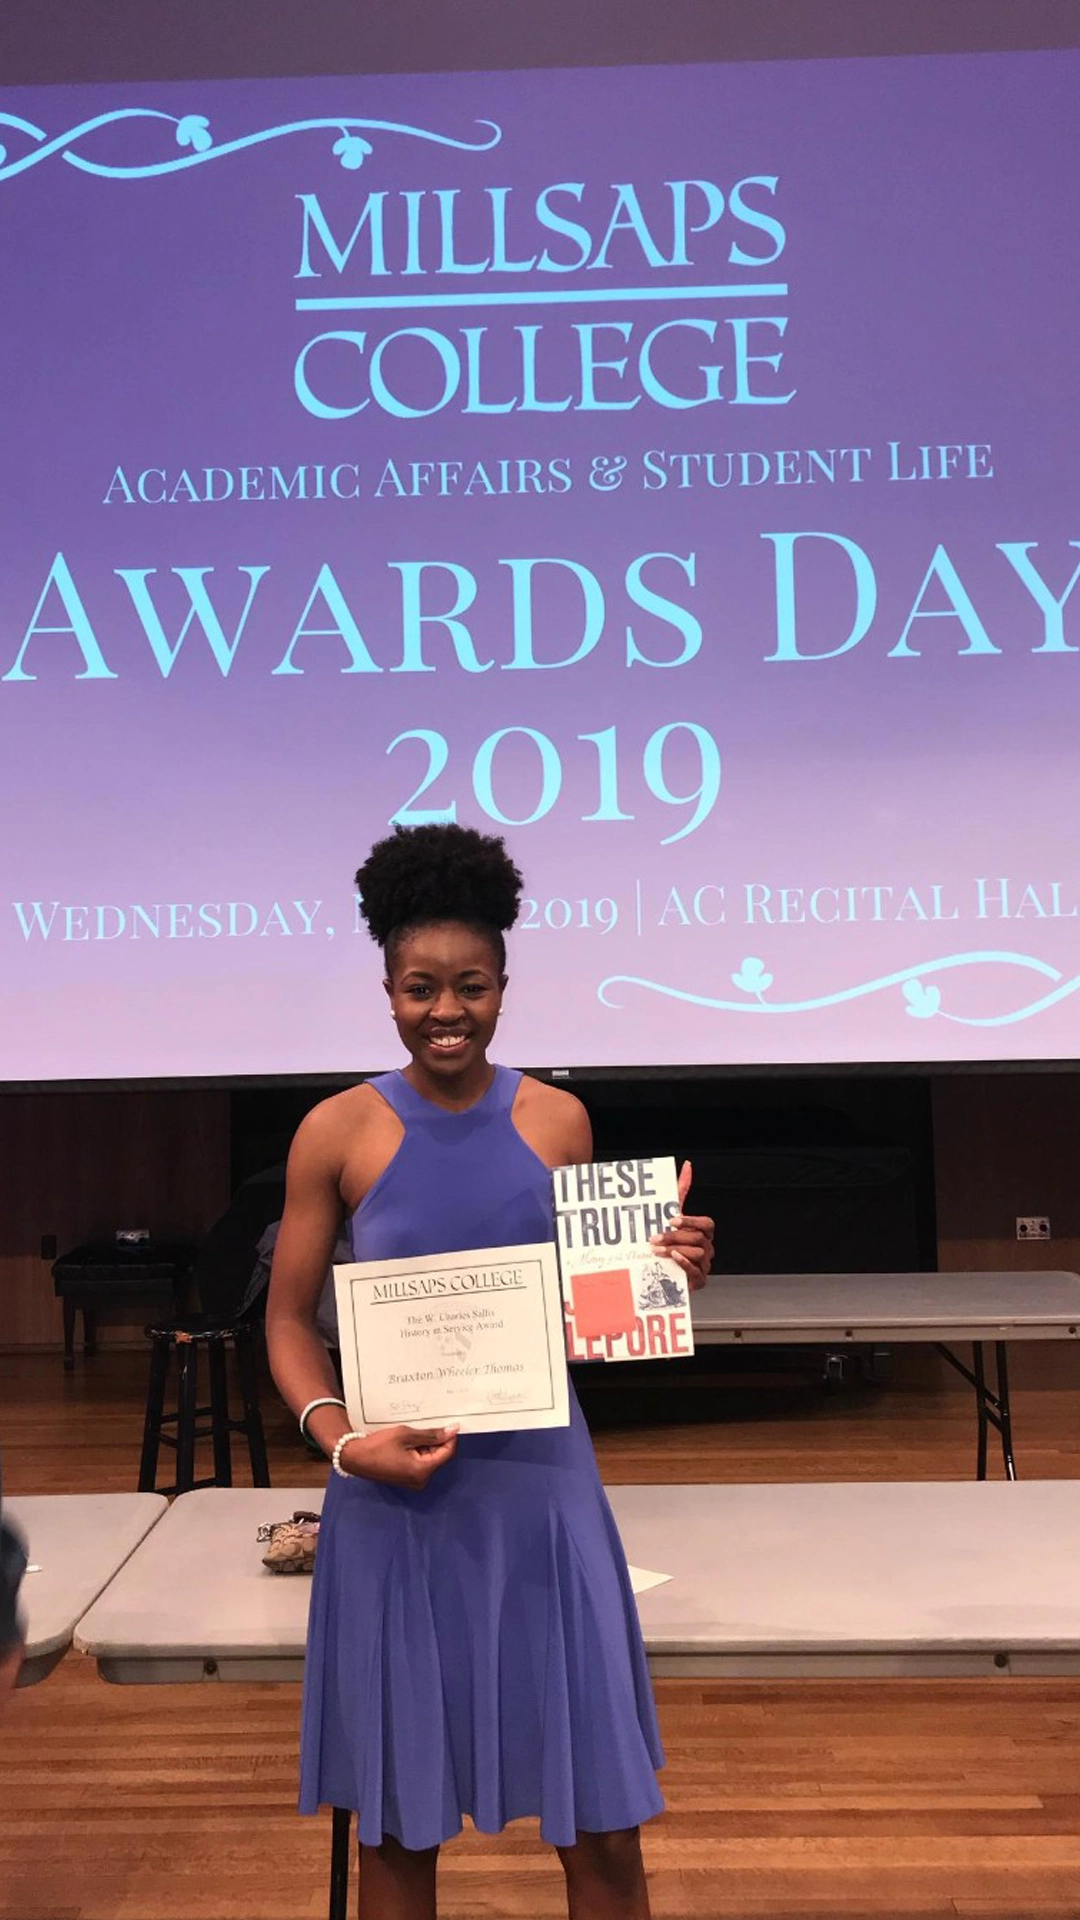 MILLSAPS
COLLEGE
ACADEMIC AFFAIRS & STUDENT LIFE
AWARDS DAY
2019
WEDNESDAY, 2019 | AC RECITAL HAL
THESE
TRUTHS
LEPORE
MILLSAPS COLLEGE
The W. Charles Sallis
History in Service Award
Braxton Wheeler Thomas